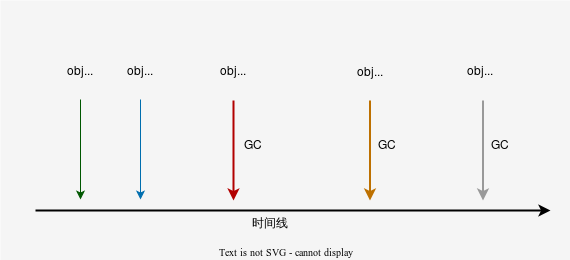 obj... obj... obj... obj... obj...
GC GC GC
时间线
Text is not SVG - cannot display